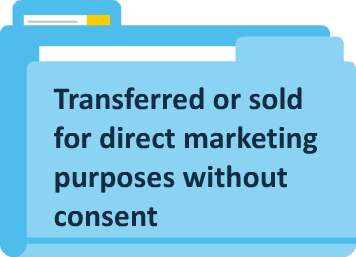 Transferred or sold
for direct marketing
purposes without
consent